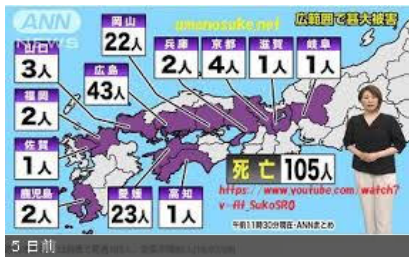 ANN
NEWS
岡山
22人
amanosuke.net
広範囲で甚大被害
山口
3人
広島
43人
兵庫
2人
京都
4人
滋賀
1人
岐阜
1人
福岡
2人
佐賀
1人
鹿児島
2人
愛媛
23人
高知
1人
死亡 105人
https://www.youtube.com/watch?
午前11時30分現在・ANNまとめ
5 日前